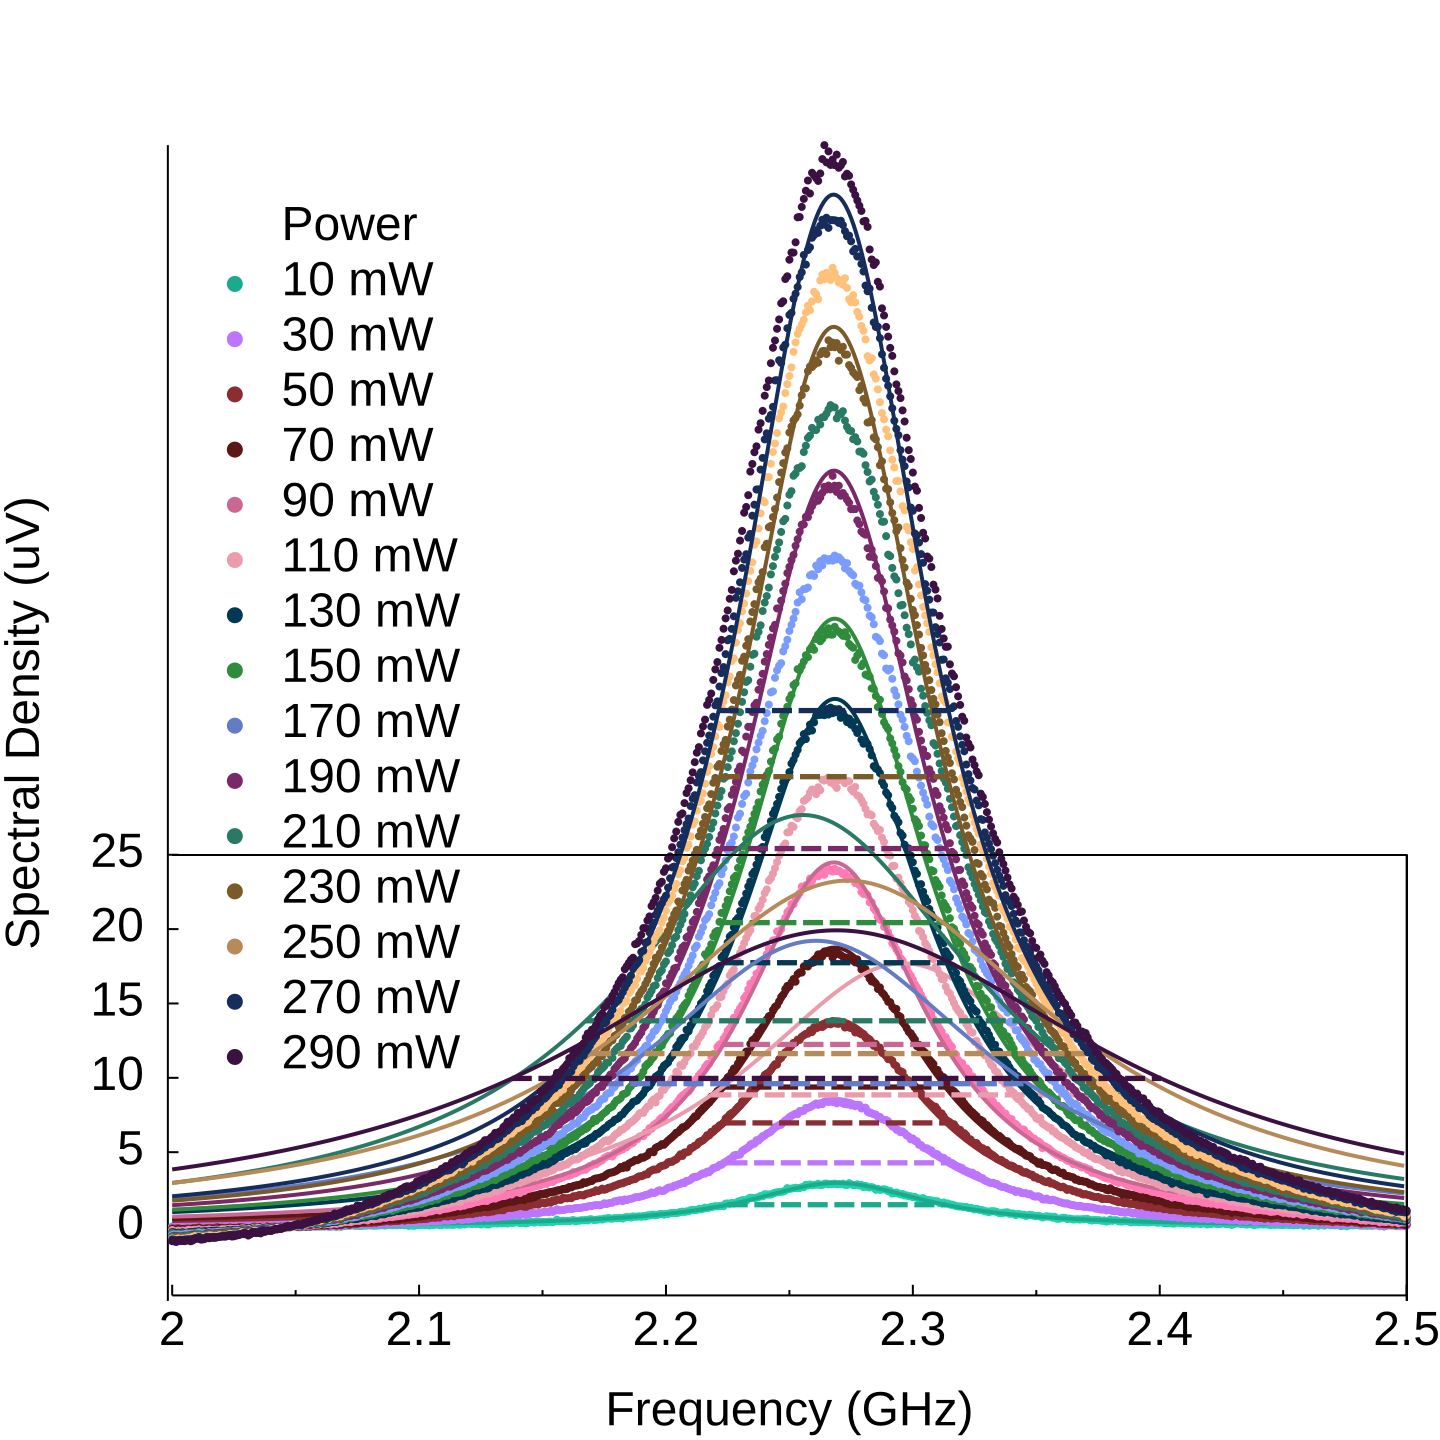 Power
10 mW
30 mW
50 mW
70 mW
90 mW
110 mW
130 mW
150 mW
170 mW
190 mW
210 mW
230 mW
250 mW
270 mW
290 mW
Spectral Density (uV)
25
20
15
10
5
0
2 2.1 2.2 2.3 2.4 2.5
Frequency (GHz)